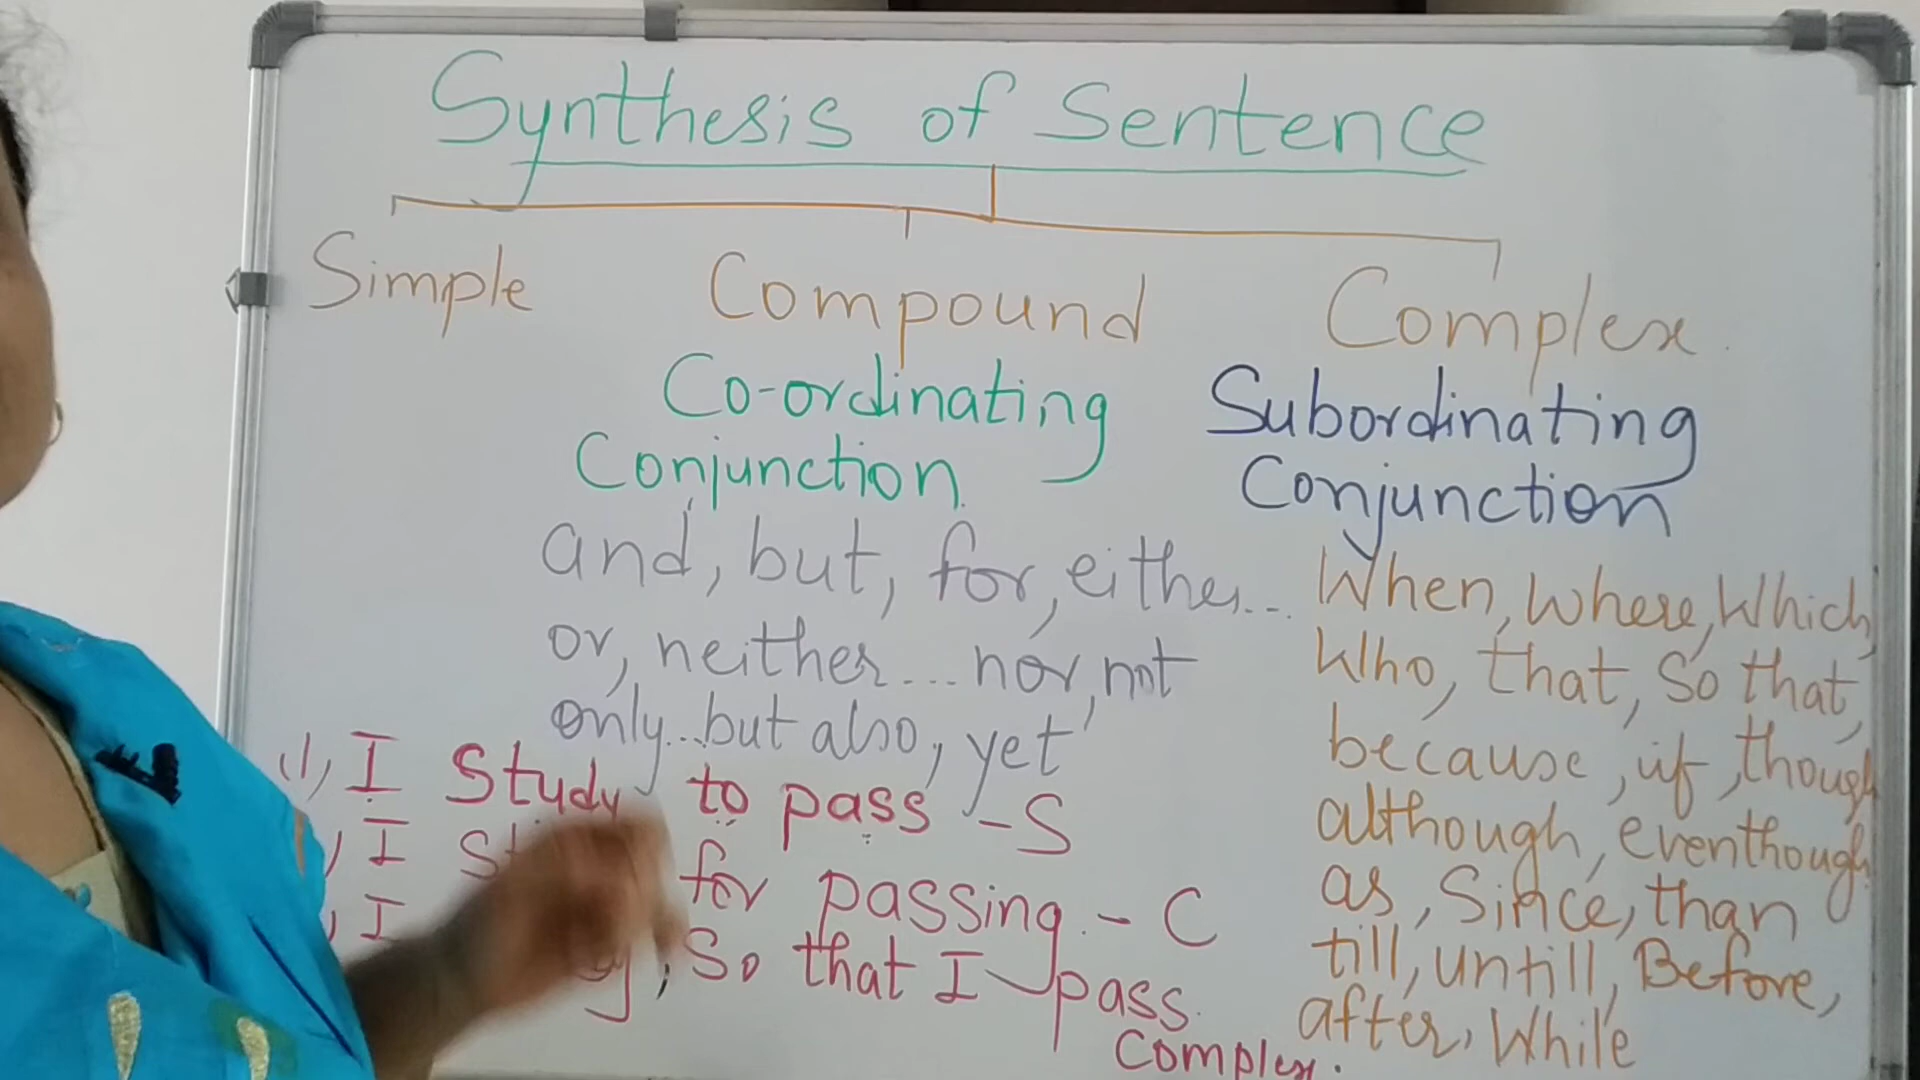 Synthesis of Sentence
Simple Compound Complex
Co-ordinating
Conjunction
and, but, for, either...
or, neither... nor, not
only...but also, yet
Subordinating
Conjunction
When, Where, Which,
Who, that, So that,
because, if, though
although, eventhough
as, Since, than
till, untill, Before,
after, While
1, I Study to pass - S
, I for passing - C
, I , So that I pass.
Complex.